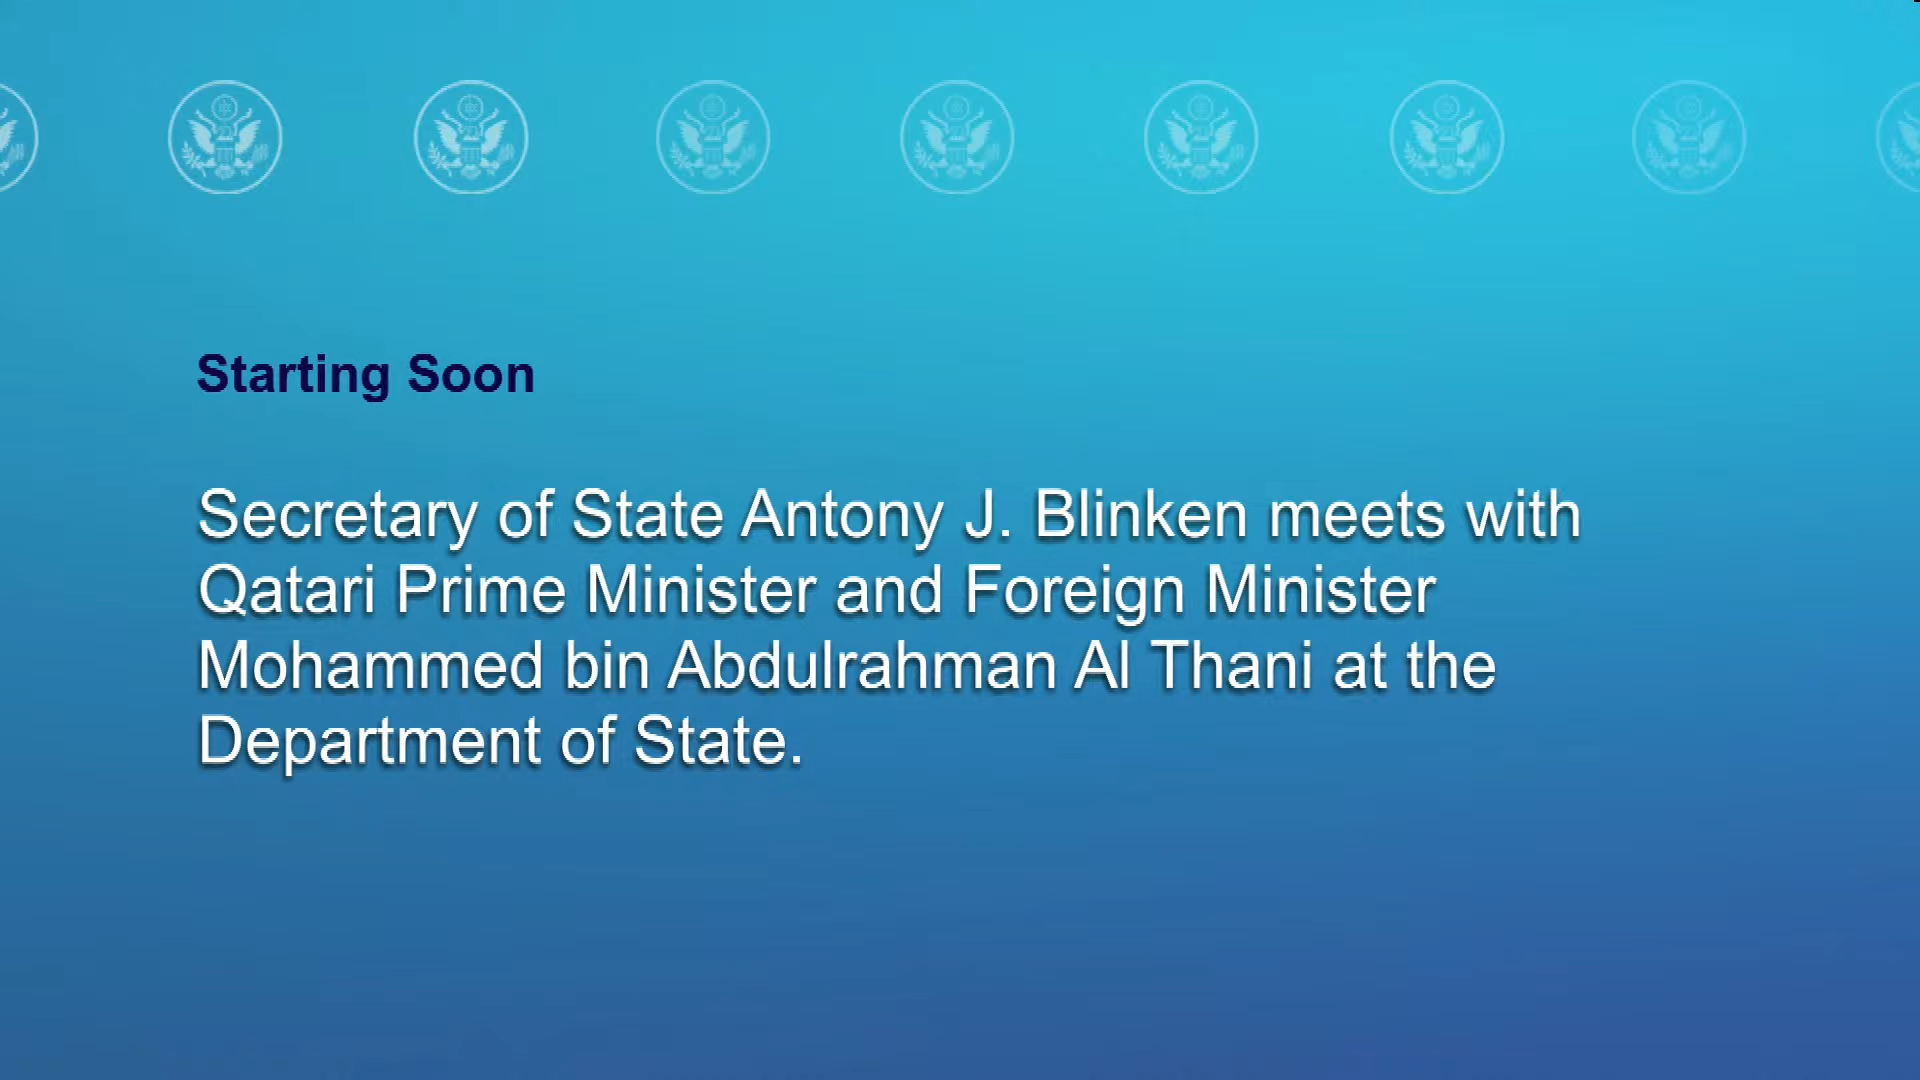 Starting Soon
Secretary of State Antony J. Blinken meets with
Qatari Prime Minister and Foreign Minister
Mohammed bin Abdulrahman Al Thani at the
Department of State.